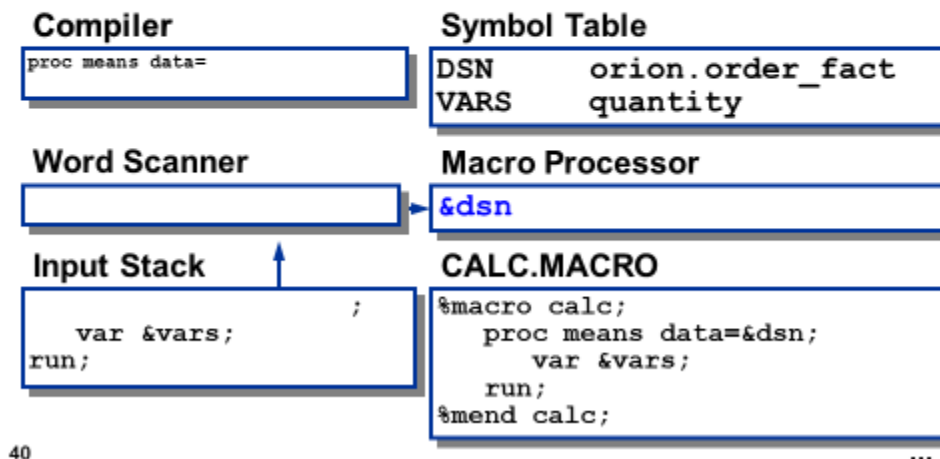 Compiler
proc means data=
Symbol Table
DSN orion.order_fact
VARS quantity
Word Scanner
Macro Processor
&dsn
Input Stack
;
var &vars;
run;
CALC.MACRO
%macro calc;
proc means data=&dsn;
var &vars;
run;
%mend calc;
40
...